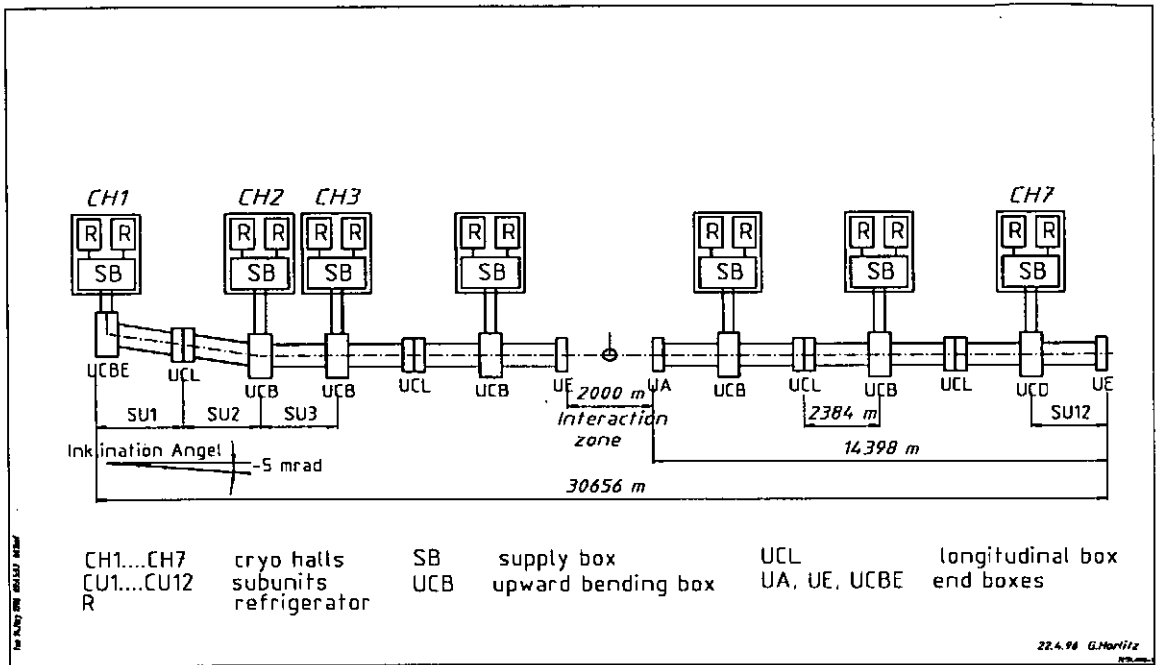 CH1 CH2 CH3 CH7
R R R R R R R R R R R R R R
SB SB SB SB SB SB SB
UCBE UCL UCB UCB UCL UCB UE UA UCB UCL UCB UCL UCD UE
2000 m
SU1 SU2 SU3 Interaction 2384 m SU12
zone
Inklination Angel 14398 m
-5 mrad
30656 m
CH1....CH7 cryo halls SB supply box UCL longitudinal box
CU1....CU12 subunits UCB upward bending box UA, UE, UCBE end boxes
R refrigerator
22.4.96 G.Horlitz